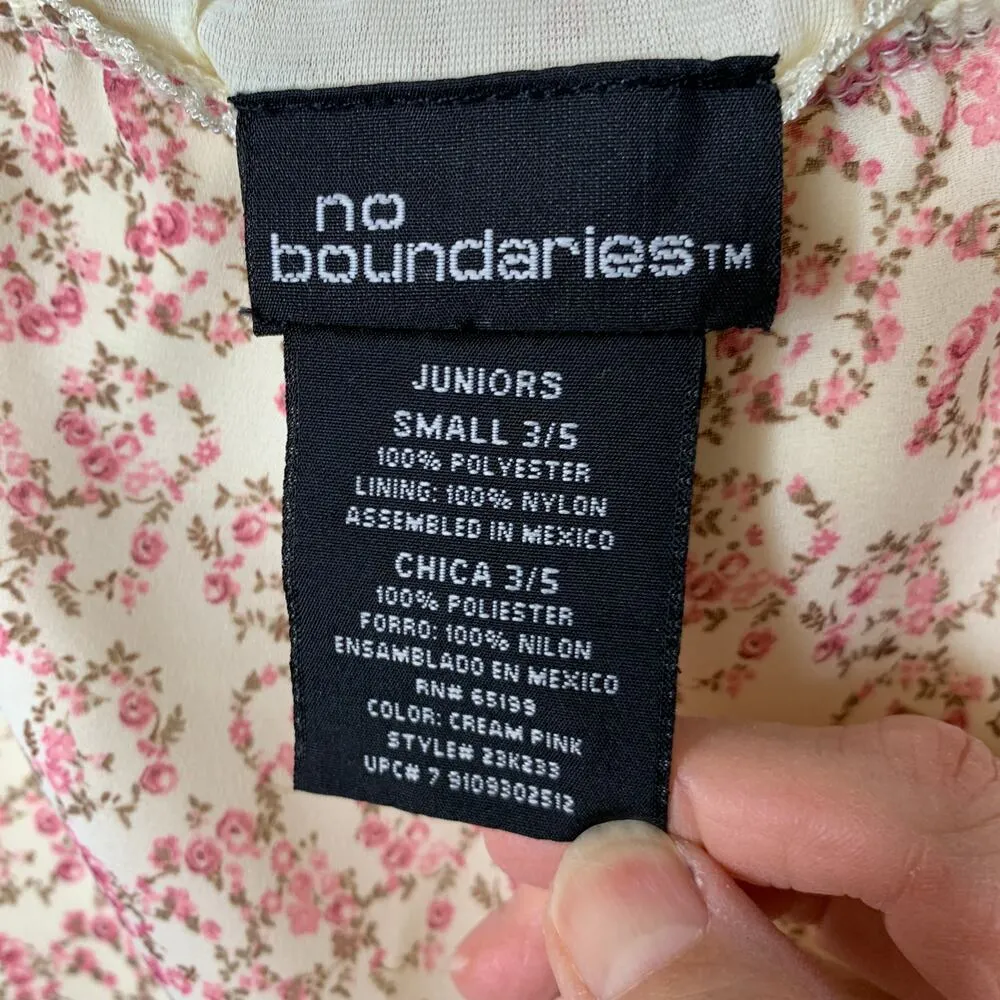 no
boundaries™
JUNIORS
SMALL 3/5
100% POLYESTER
LINING: 100% NYLON
ASSEMBLED IN MEXICO
CHICA 3/5
100% POLIESTER
FORRO: 100% NILON
ENSAMBLADO EN MEXICO
RN# 65199
COLOR: CREAM PINK
STYLE# 23K233
UPC# 7 9109302512